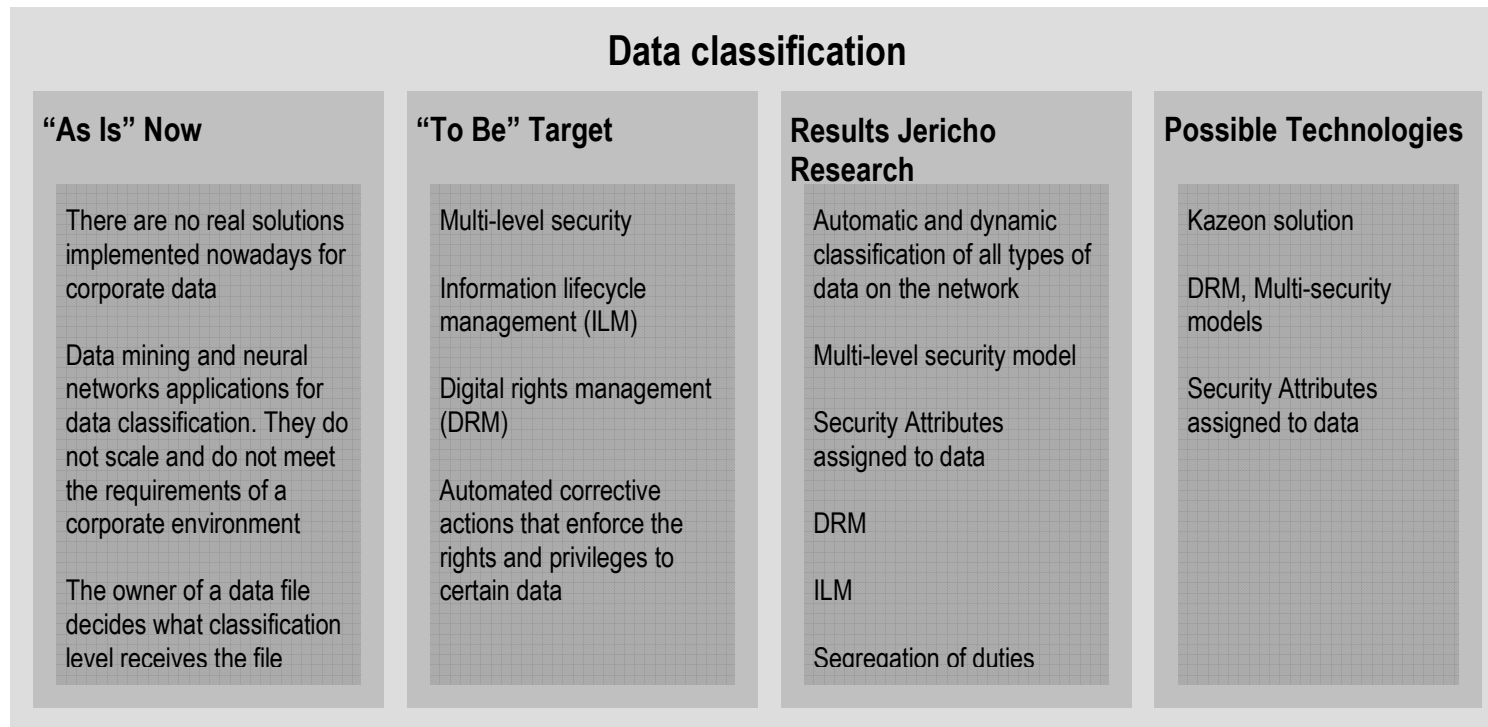 Data classification
“As Is” Now
There are no real solutions
implemented nowadays for
corporate data
Data mining and neural
networks applications for
data classification. They do
not scale and do not meet
the requirements of a
corporate environment
The owner of a data file
decides what classification
level receives the file
“To Be” Target
Multi-level security
Information lifecycle
management (ILM)
Digital rights management
(DRM)
Automated corrective
actions that enforce the
rights and privileges to
certain data
Results Jericho
Research
Automatic and dynamic
classification of all types of
data on the network
Multi-level security model
Security Attributes
assigned to data
DRM
ILM
Segregation of duties
Possible Technologies
Kazeon solution
DRM, Multi-security
models
Security Attributes
assigned to data